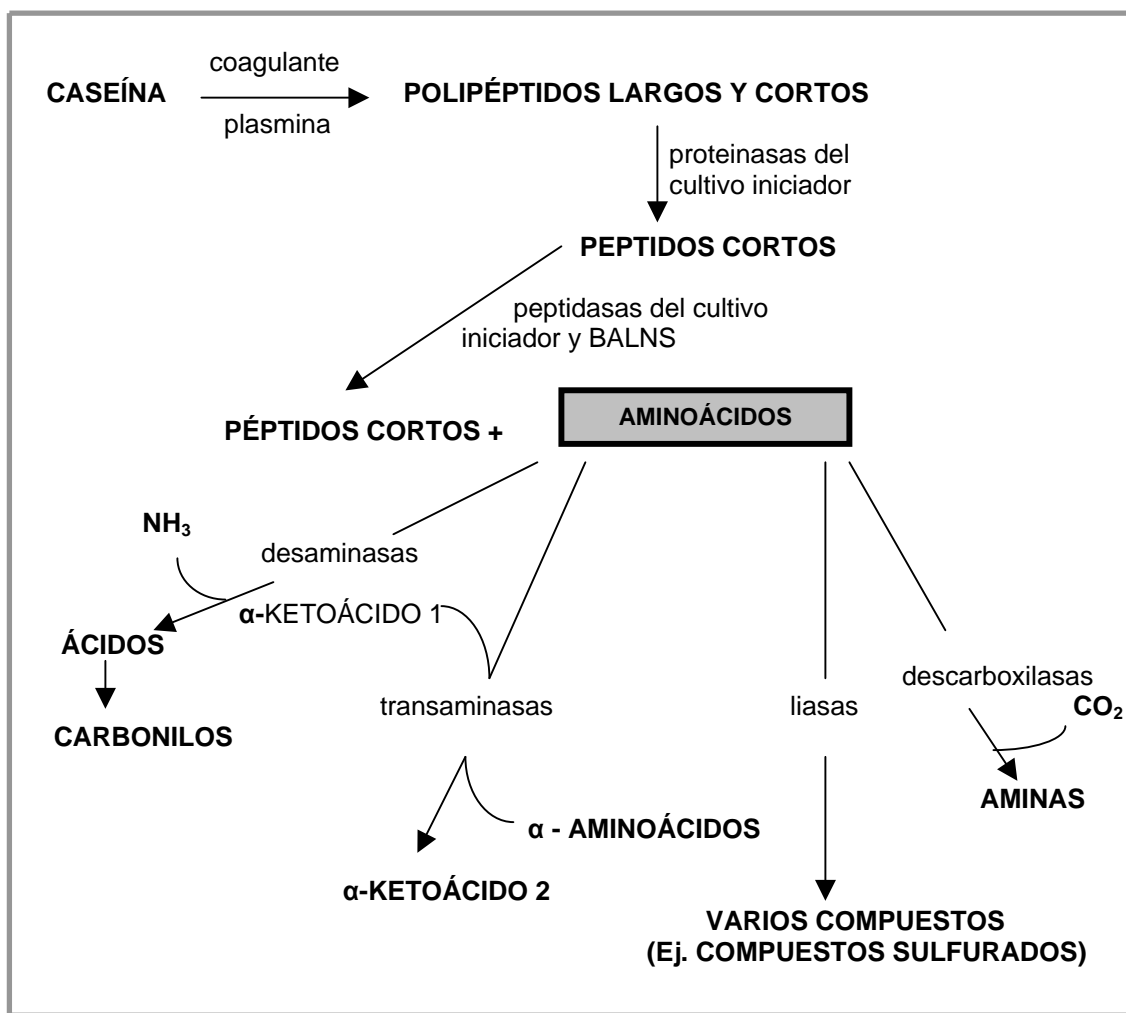 coagulante
CASEÍNA
POLIPÉPTIDOS LARGOS Y CORTOS
plasmina
proteinasas del
cultivo iniciador
PEPTIDOS CORTOS
peptidasas del cultivo
iniciador y BALNS
AMINOÁCIDOS
PÉPTIDOS CORTOS +
NH₃
desaminasas
α-KETOÁCIDO 1
ÁCIDOS
descarboxilasas
transaminasas
liasas
CO₂
CARBONILOS
AMINAS
α - AMINOÁCIDOS
α-KETOÁCIDO 2
VARIOS COMPUESTOS
(Ej. COMPUESTOS SULFURADOS)